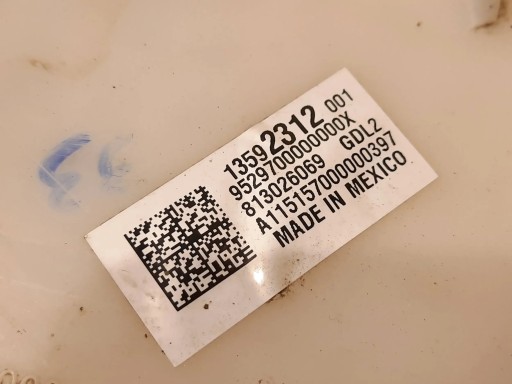 13592312 001
9529700000000X
813026069 GDL2
A115157000000397
MADE IN MEXICO